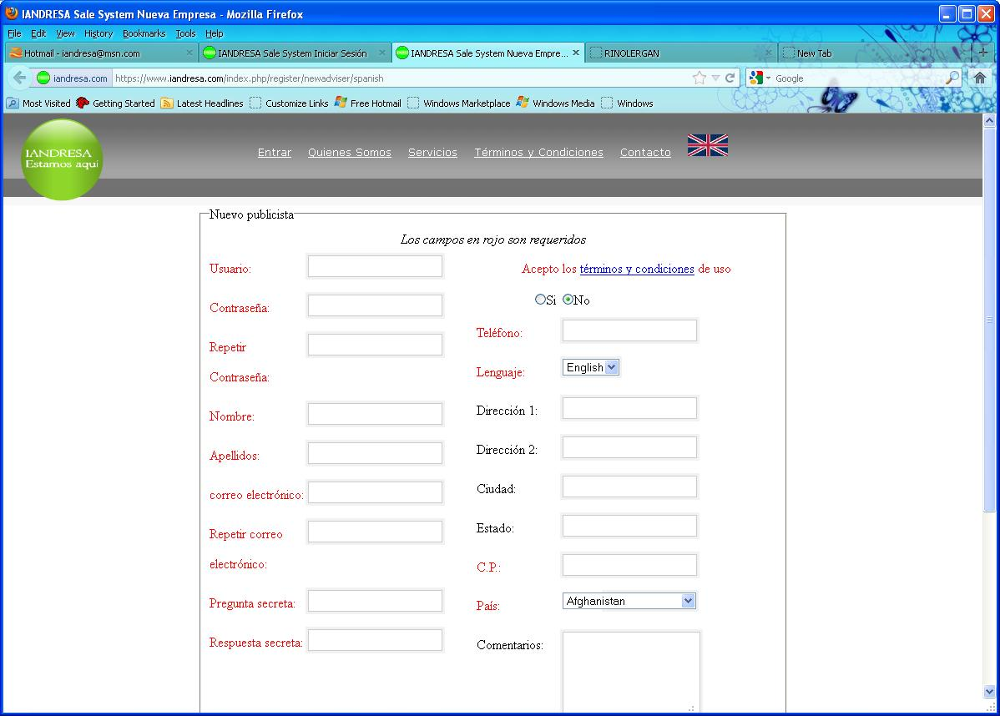 IANDRESA Sale System Nueva Empresa - Mozilla Firefox
File Edit View History Bookmarks Tools Help
Hotmail - iandresa@msn.com
IANDRESA Sale System Iniciar Sesión
IANDRESA Sale System Nueva Empre...
RINOLERGAN
New Tab
iandresa.com
https://www.iandresa.com/index.php/register/newadviser/spanish
Google
Most Visited
Getting Started
Latest Headlines
Customize Links
Free Hotmail
Windows Marketplace
Windows Media
Windows
IANDRESA
Estamos aqui
Entrar
Quienes Somos
Servicios
Términos y Condiciones
Contacto
Nuevo publicista
Los campos en rojo son requeridos
Usuario:
Contraseña:
Repetir
Contraseña:
Nombre:
Apellidos:
correo electrónico:
Repetir correo
electrónico:
Pregunta secreta:
Respuesta secreta:
Acepto los términos y condiciones de uso
Si No
Teléfono:
Lenguaje: English
Dirección 1:
Dirección 2:
Ciudad:
Estado:
C.P.:
País: Afghanistan
Comentarios: